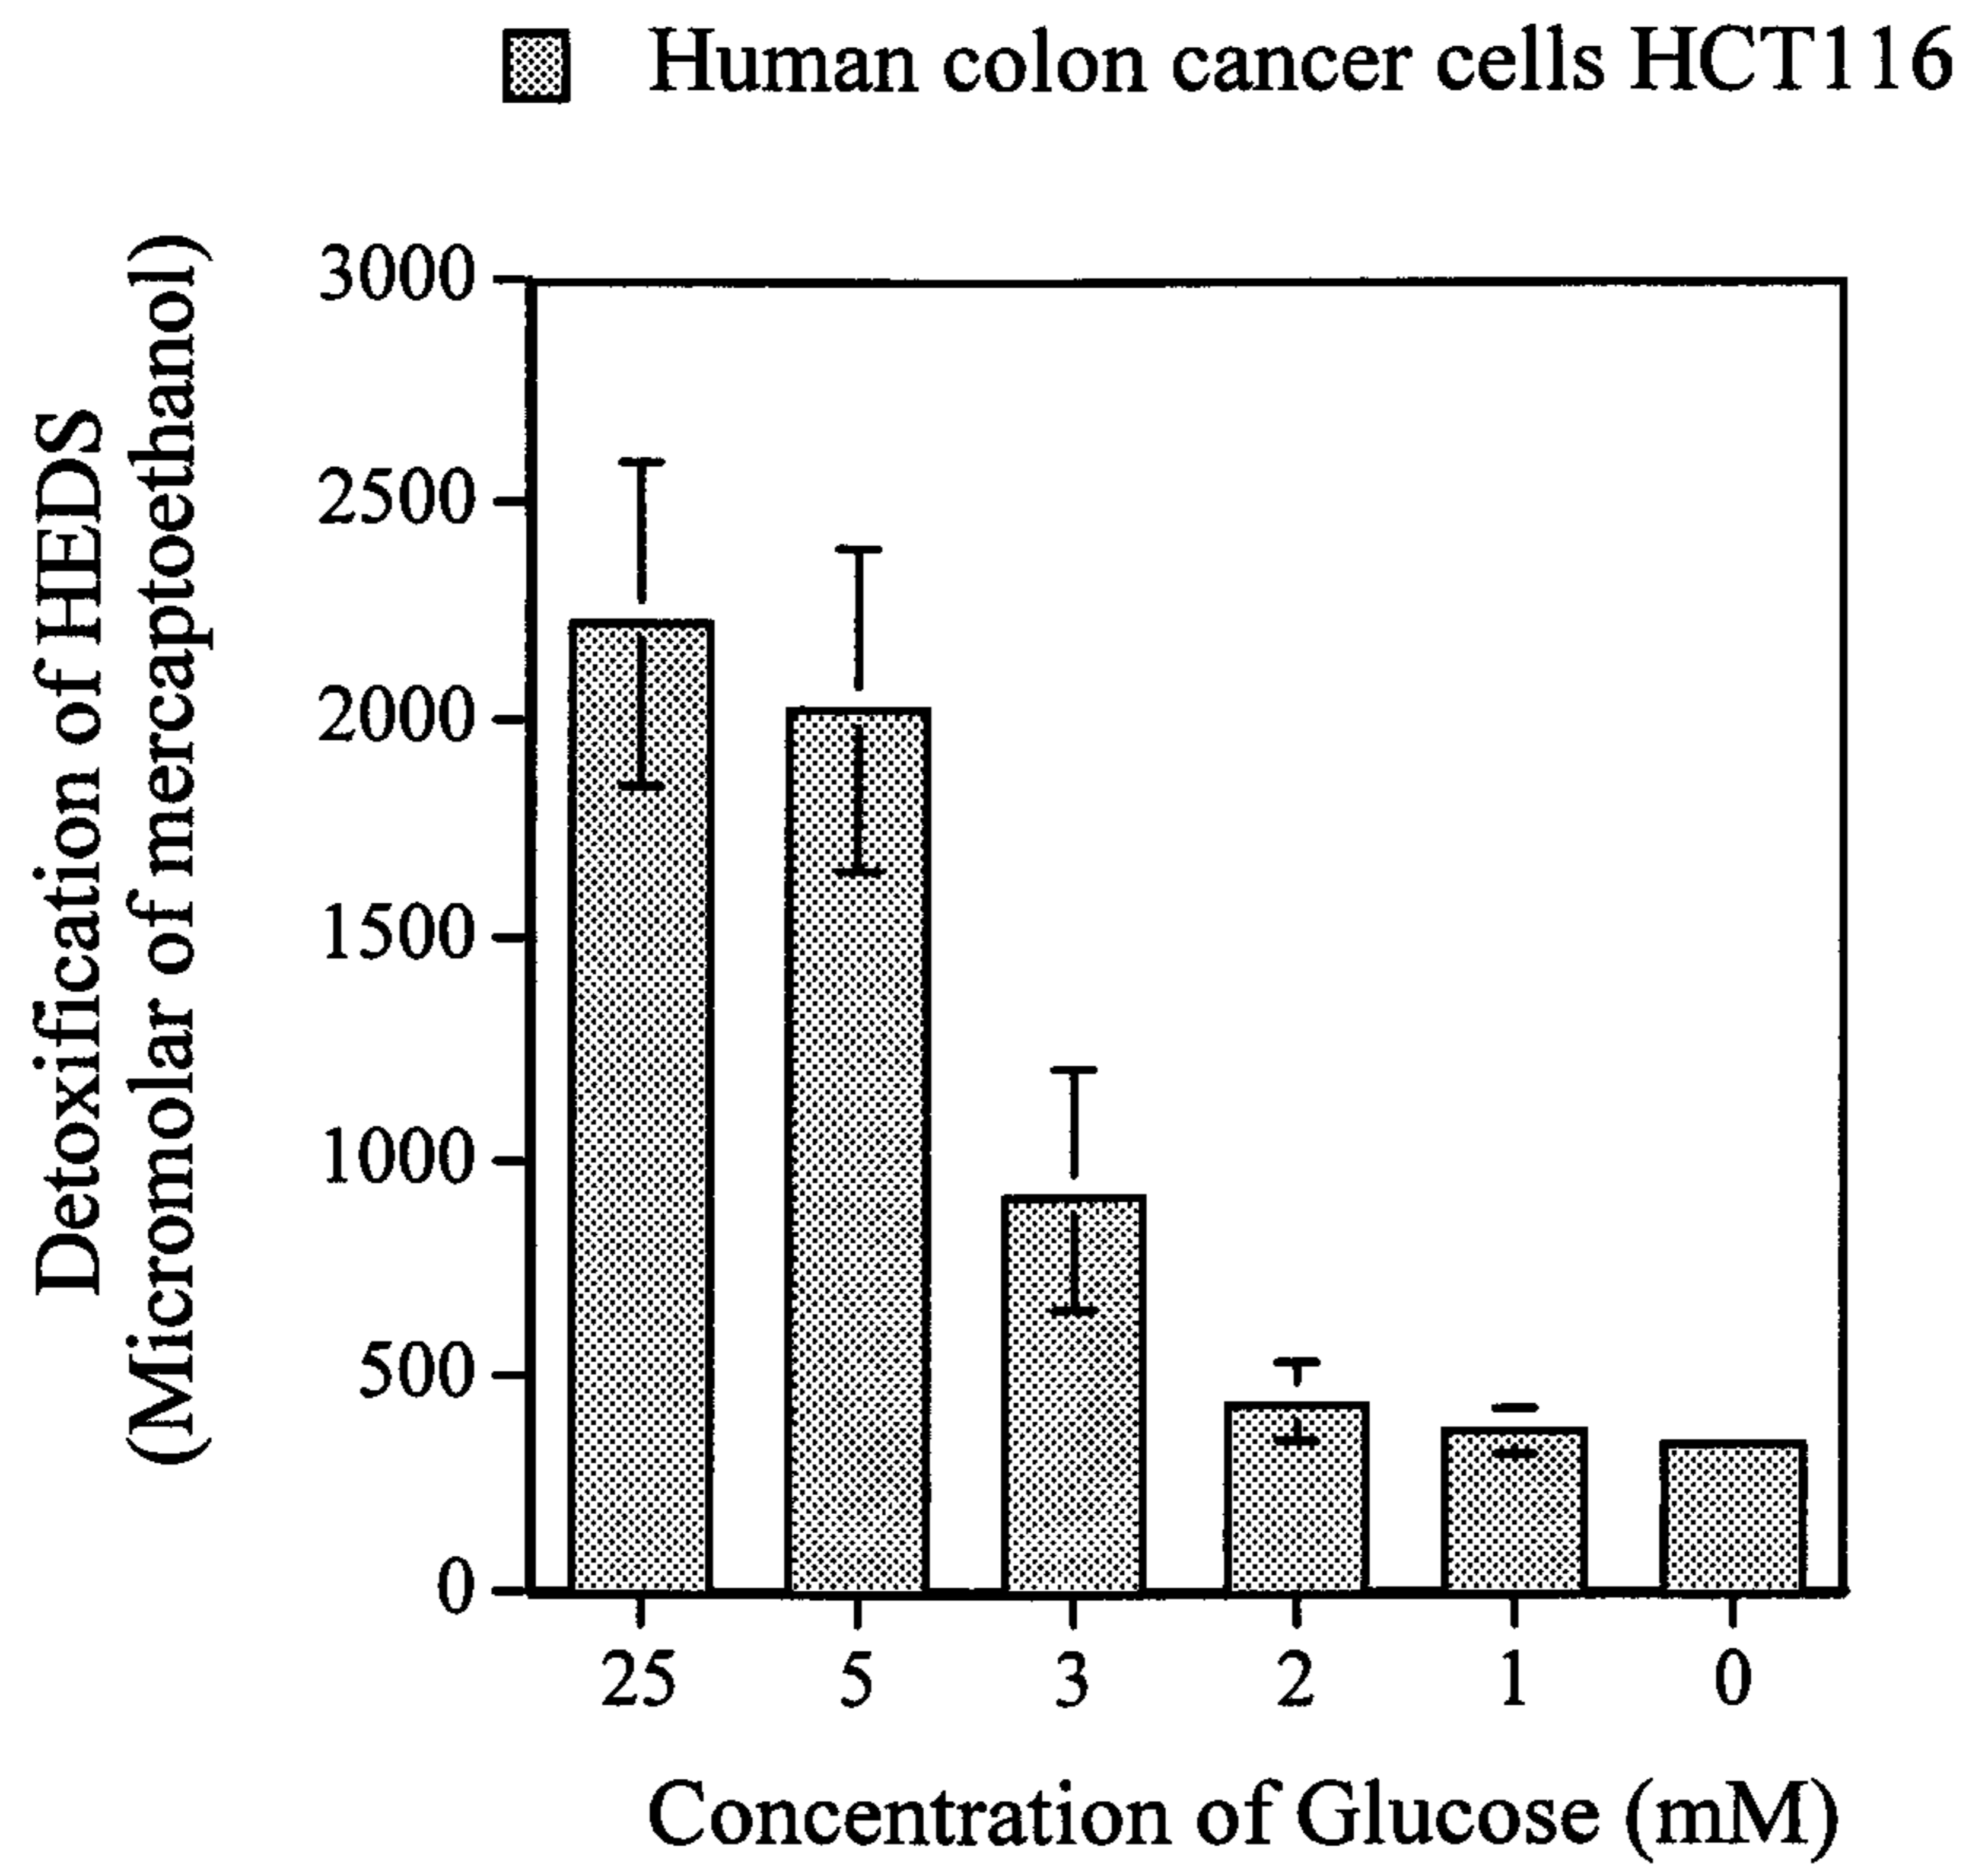 Human colon cancer cells HCT116
Detoxification of HEDS
(Micromolar of mercaptoethanol)
3000
2500
2000
1500
1000
500
0
25 5 3 2 1 0
Concentration of Glucose (mM)